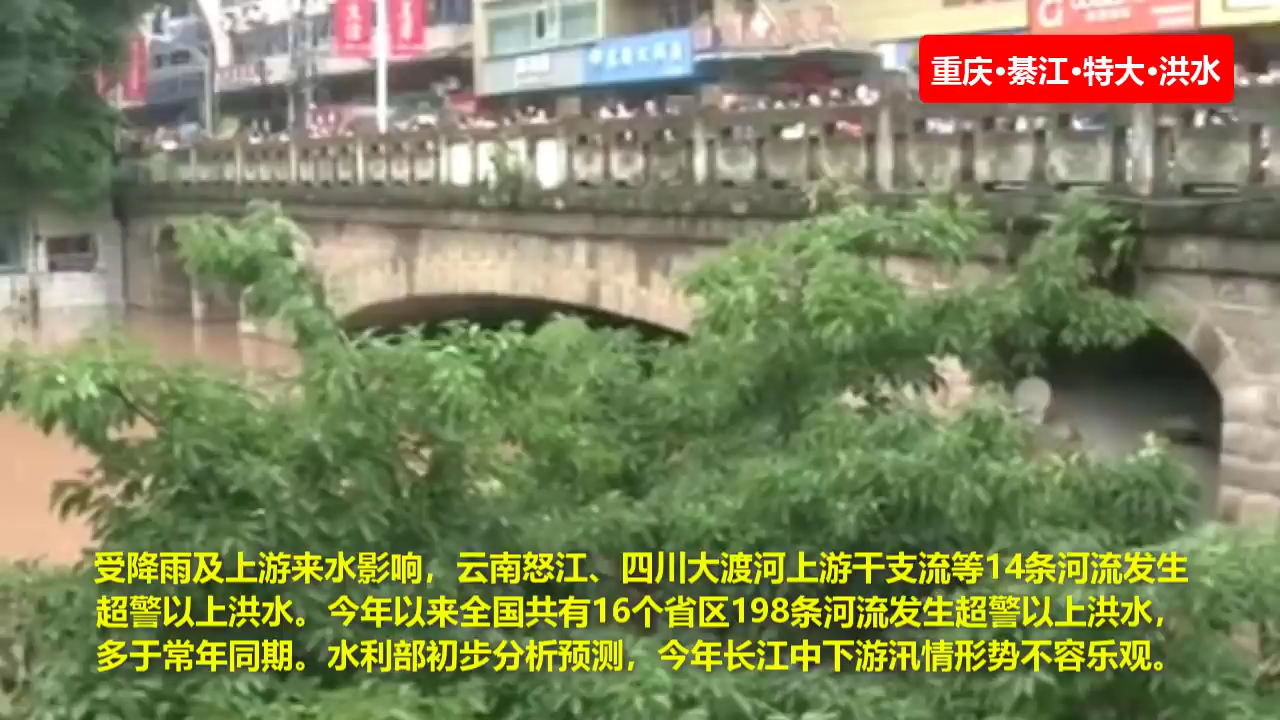 重庆•綦江•特大•洪水
受降雨及上游来水影响，云南怒江、四川大渡河上游干支流等14条河流发生
超警以上洪水。今年以来全国共有16个省区198条河流发生超警以上洪水，
多于常年同期。水利部初步分析预测，今年长江中下游汛情形势不容乐观。